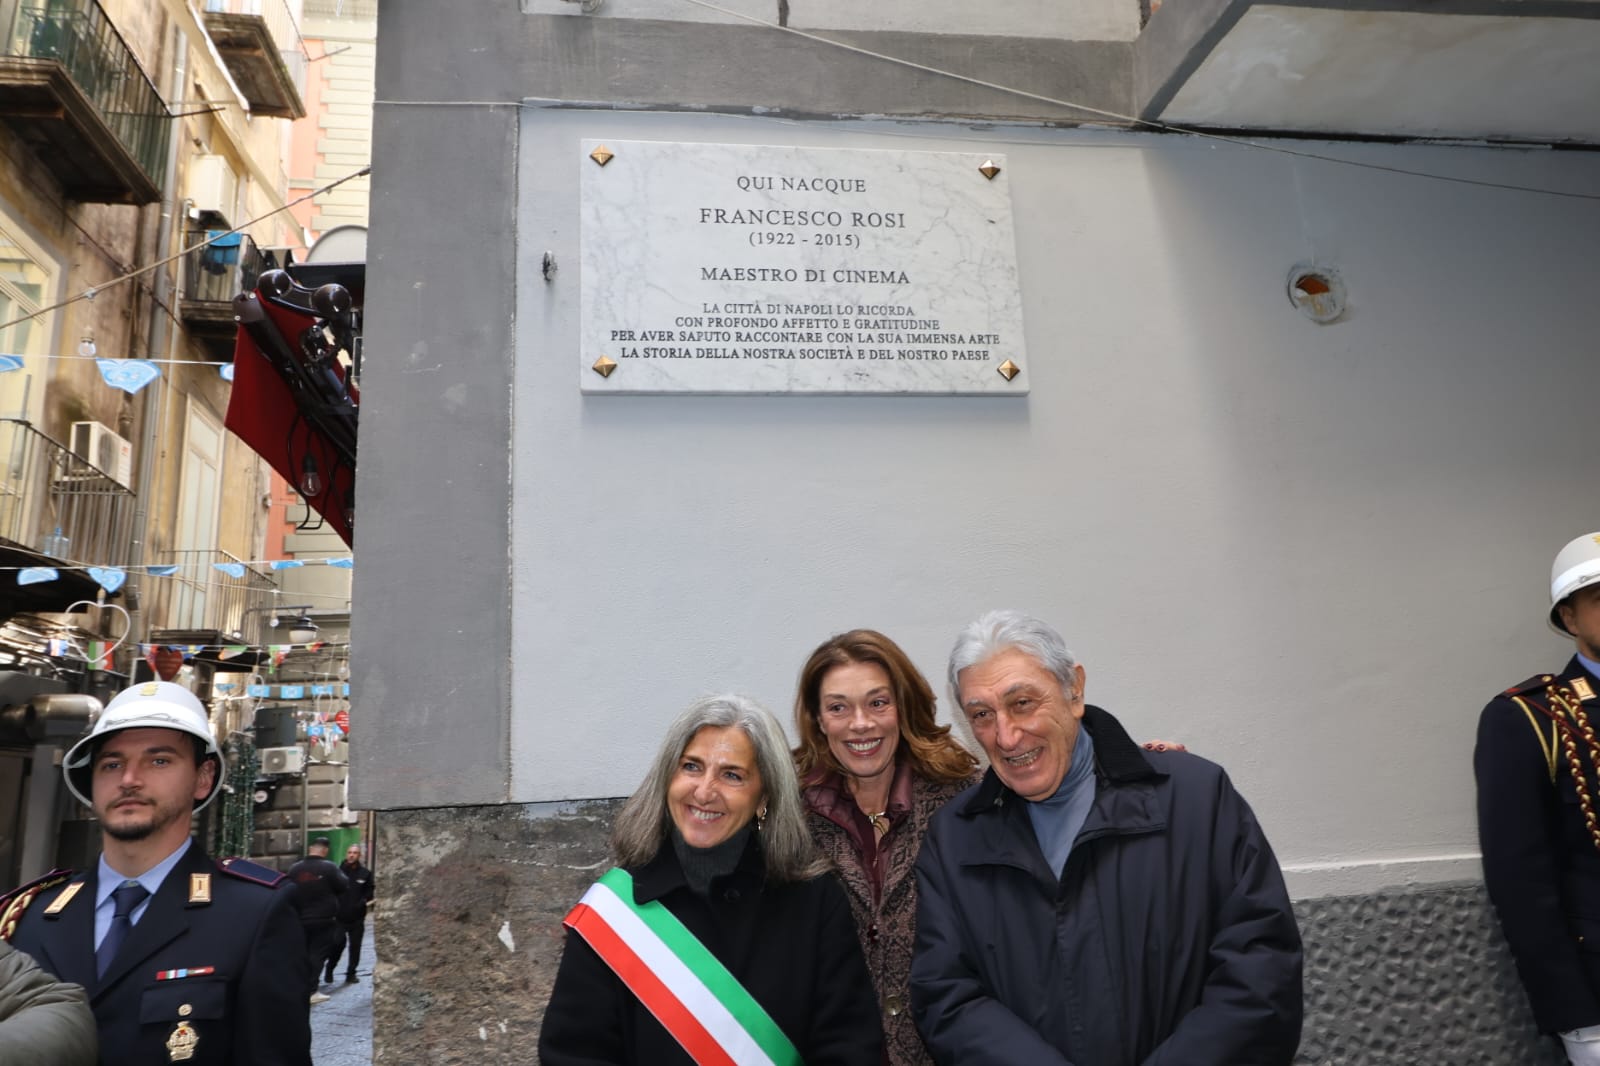 QUI NACQUE
FRANCESCO ROSI
(1922 - 2015)
MAESTRO DI CINEMA
LA CITTÀ DI NAPOLI LO RICORDA
CON PROFONDO AFFETTO E GRATITUDINE
PER AVER SAPUTO RACCONTARE CON LA SUA IMMENSA ARTE
LA STORIA DELLA NOSTRA SOCIETÀ E DEL NOSTRO PAESE